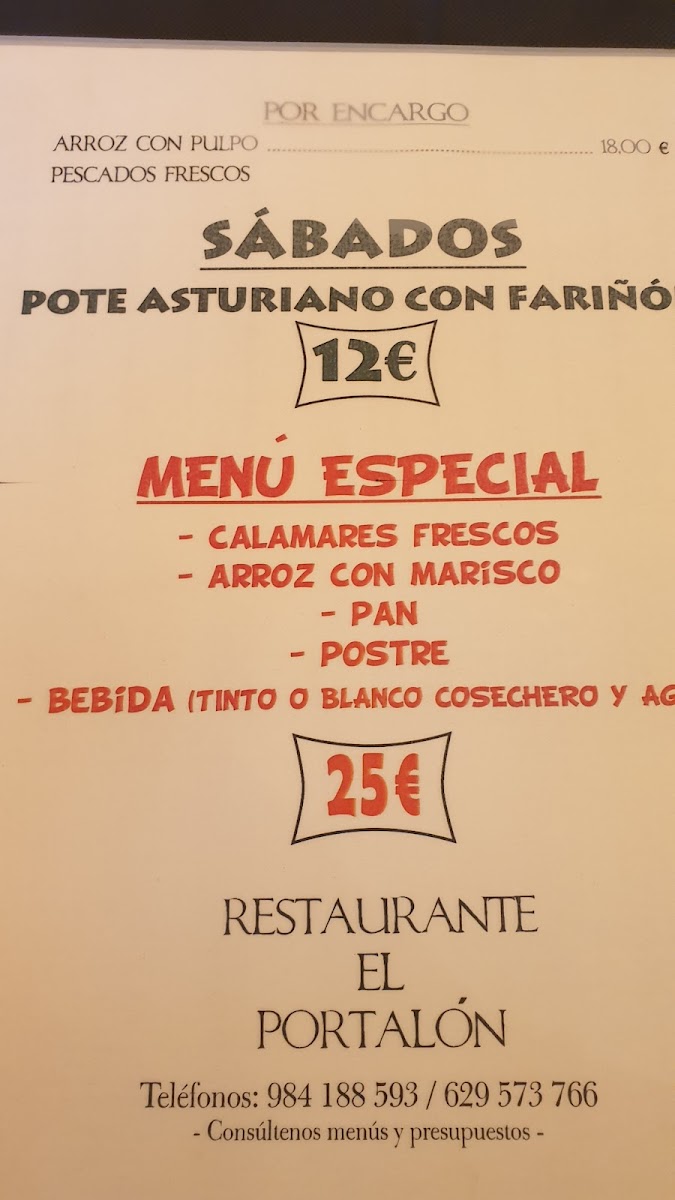 POR ENCARGO
ARROZ CON PULPO ........................ 18,00 €
PESCADOS FRESCOS
SÁBADOS
POTE ASTURIANO CON
12€
MENÚ ESPECIAL
- CALAMARES FRESCOS
- ARROZ CON MARISCO
- PAN
- POSTRE
- BEBIDA (TINTO O BLANCO COSECHERO Y
25€
RESTAURANTE
EL
PORTALÓN
Teléfonos: 984 188 593 / 629 573 766
- Consúltenos menús y presupuestos -